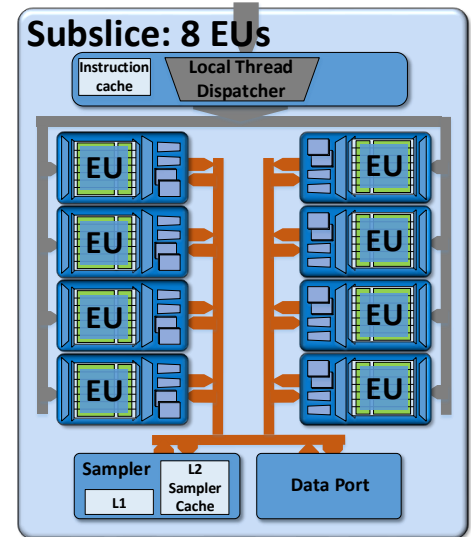 Subslice: 8 EUs
Instruction
cache
Local Thread
Dispatcher
EU
EU
EU
EU
EU
EU
EU
EU
Sampler
L1
L2
Sampler
Cache
Data Port